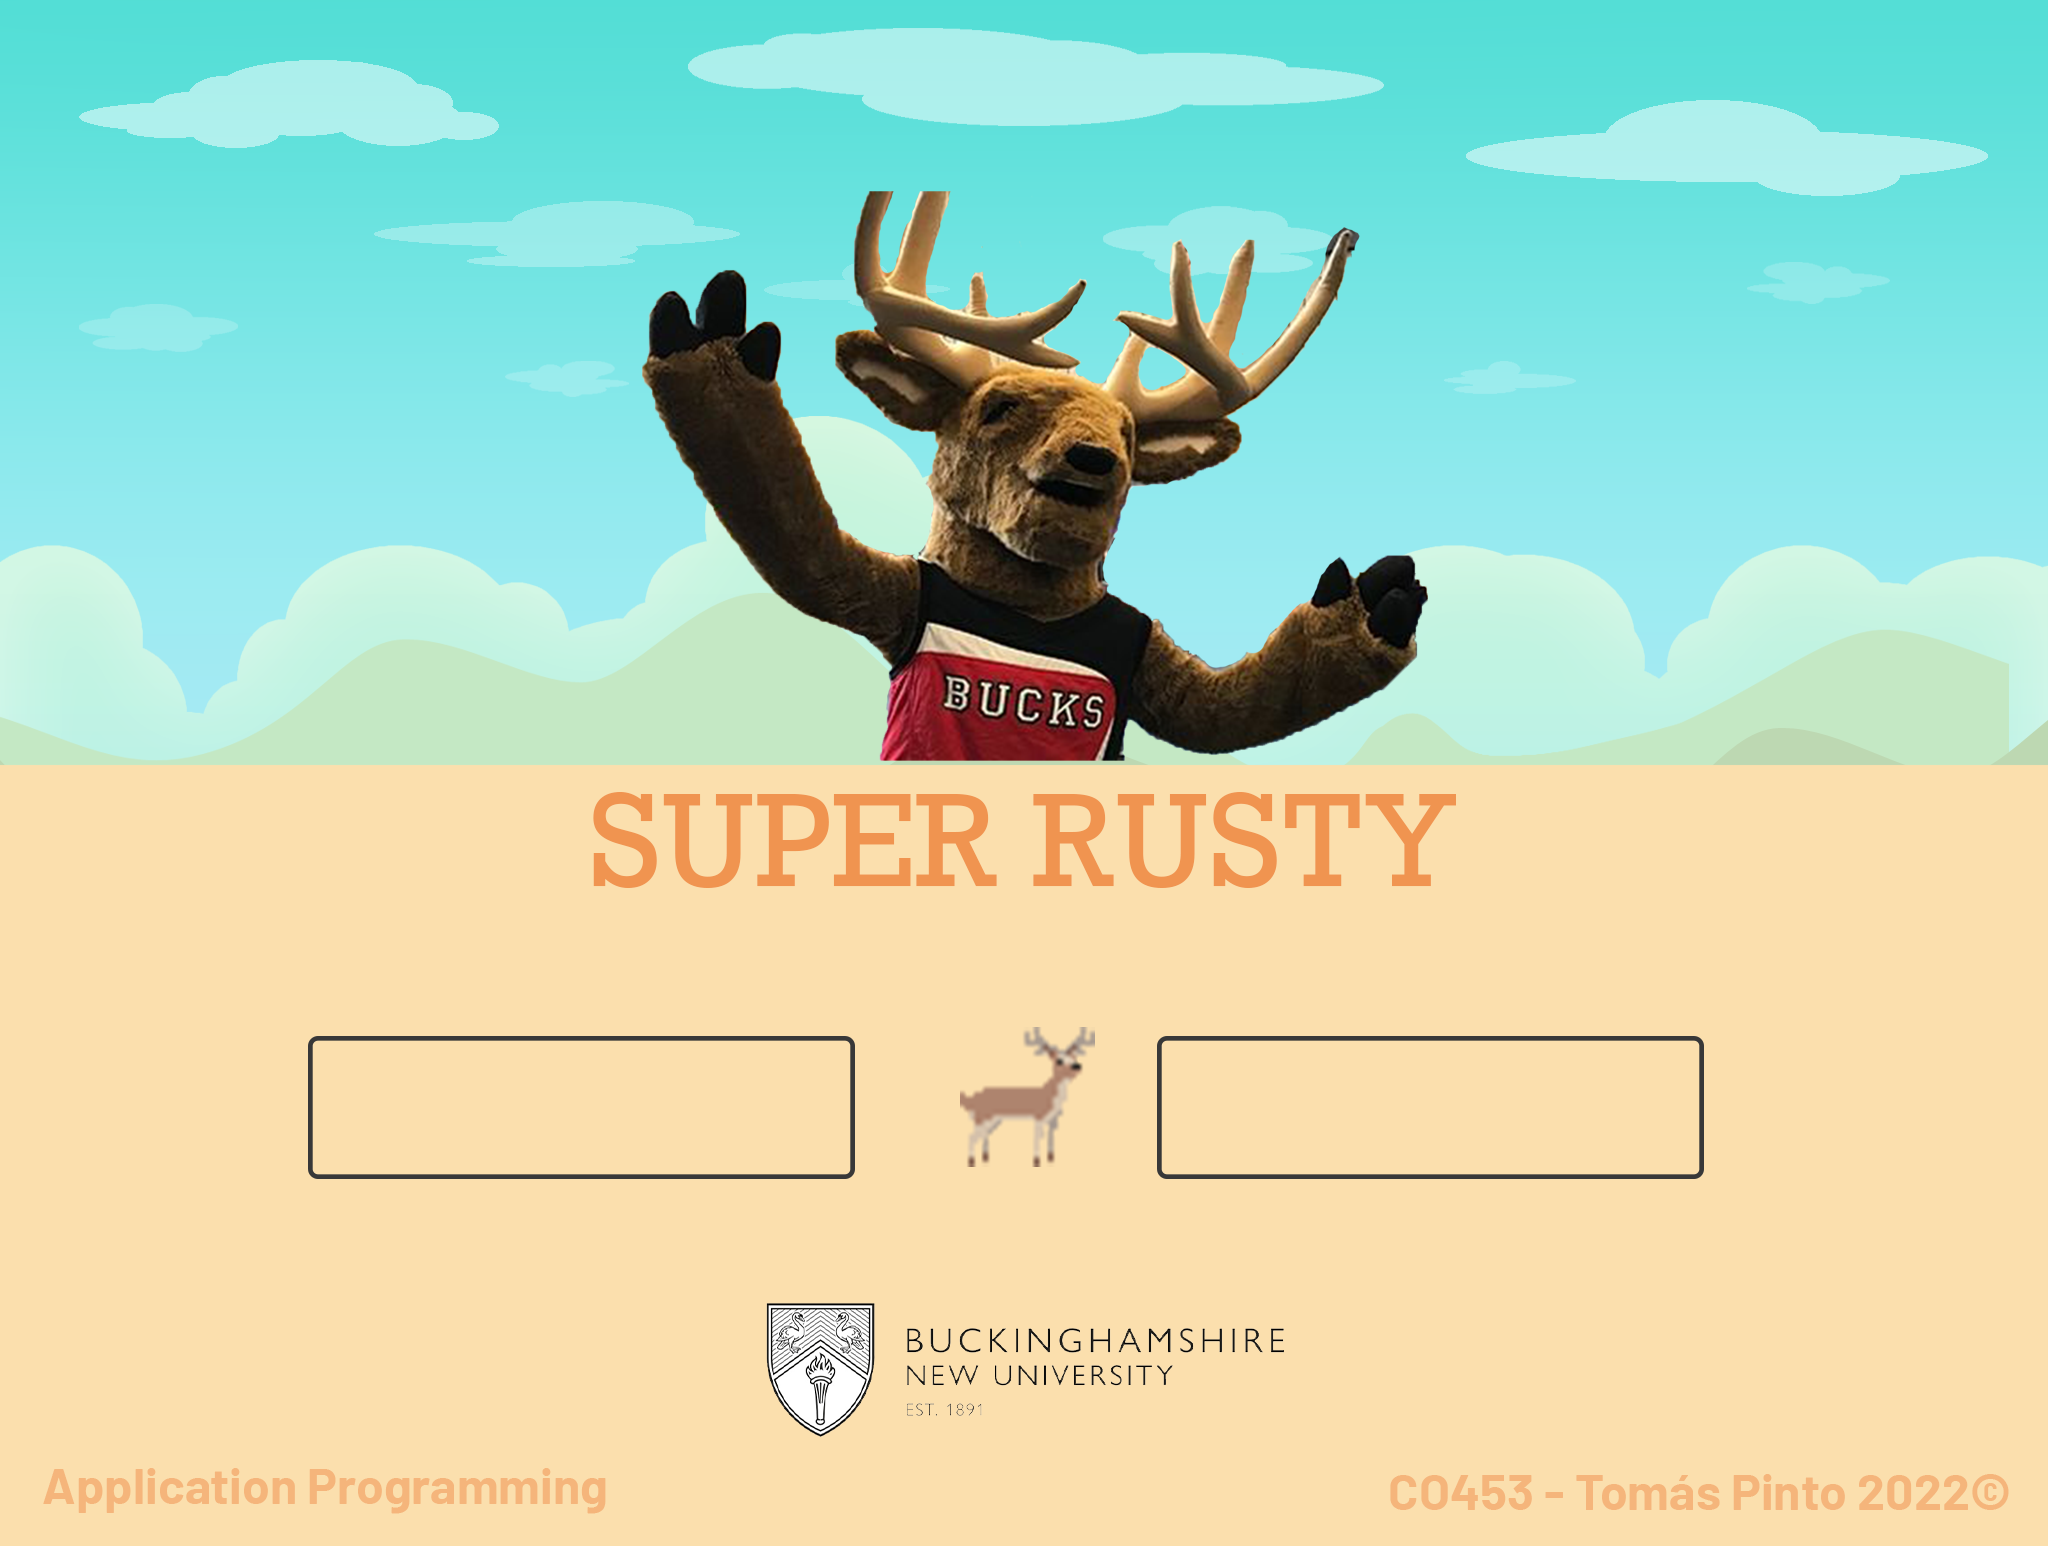 BUCKS
SUPER RUSTY
BUCKINGHAMSHIRE
NEW UNIVERSITY
EST. 1891
Application Programming
CO453 - Tomás Pinto 2022©